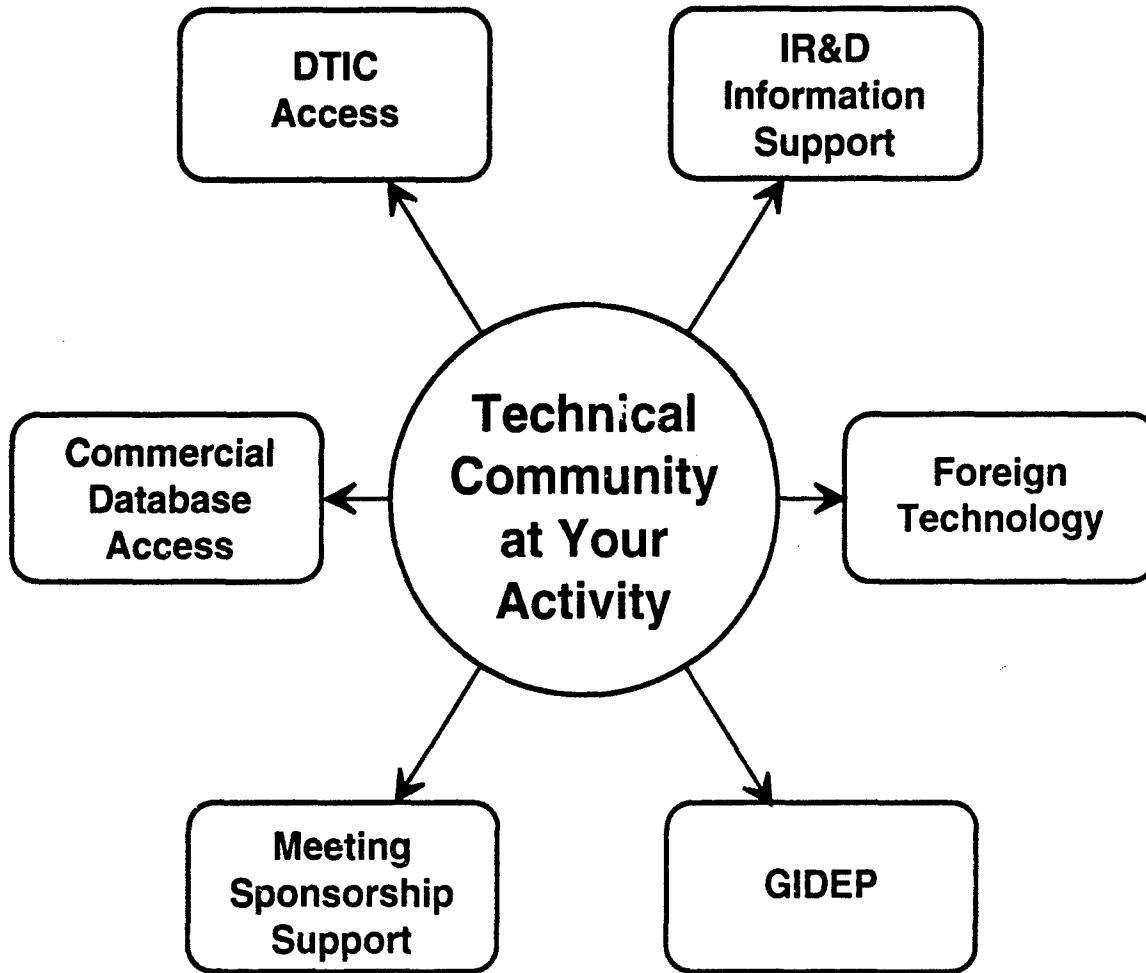 DTIC
Access
IR&D
Information
Support
Technical
Community
at Your
Activity
Commercial
Database
Access
Foreign
Technology
Meeting
Sponsorship
Support
GIDEP